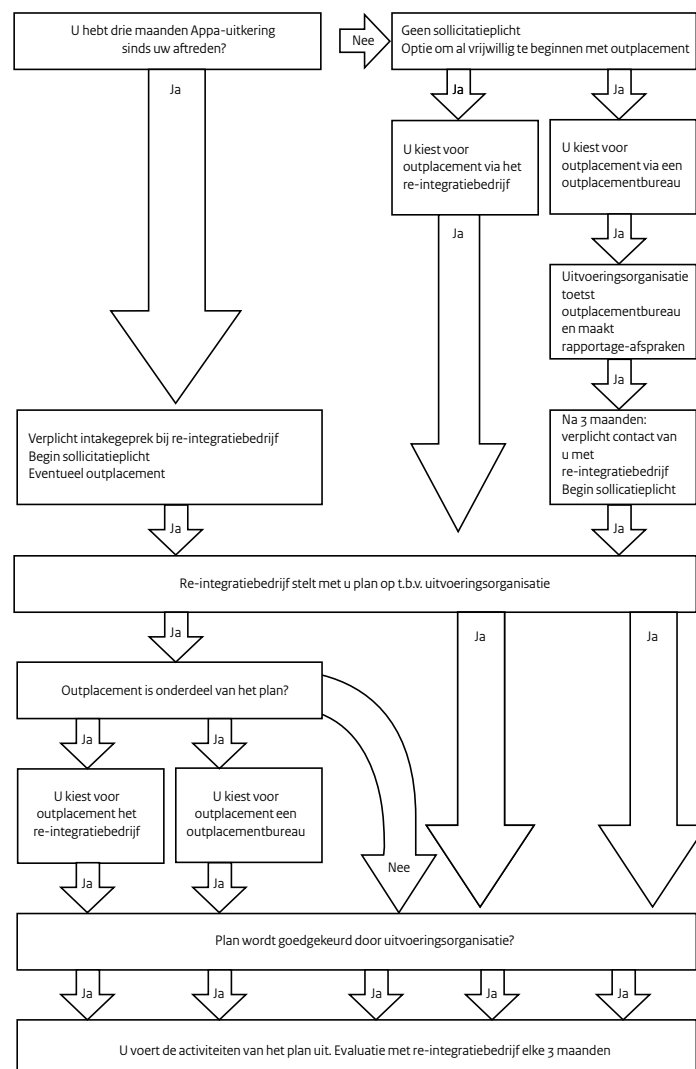 U hebt drie maanden Appa-uitkering
sinds uw aftreden?
Nee
Geen sollicitatieplicht
Optie om al vrijwillig te beginnen met outplacement
Ja
Ja
Ja
U kiest voor
outplacement via het
re-integratiebedrijf
U kiest voor
outplacement via een
outplacementbureau
Ja
Ja
Uitvoeringsorganisatie
toetst
outplacementbureau
en maakt
rapportage-afspraken
Ja
Verplicht intakegeprek bij re-integratiebedrijf
Begin sollicitatieplicht
Eventueel outplacement
Na 3 maanden:
verplicht contact van
u met
re-integratiebedrijf
Begin sollicatieplicht
Ja
Ja
Re-integratiebedrijf stelt met u plan op t.b.v. uitvoeringsorganisatie
Ja
Ja
Ja
Outplacement is onderdeel van het plan?
Ja
Ja
U kiest voor
outplacement het
re-integratiebedrijf
U kiest voor
outplacement een
outplacementbureau
Nee
Ja
Ja
Plan wordt goedgekeurd door uitvoeringsorganisatie?
Ja
Ja
Ja
Ja
Ja
U voert de activiteiten van het plan uit. Evaluatie met re-integratiebedrijf elke 3 maanden